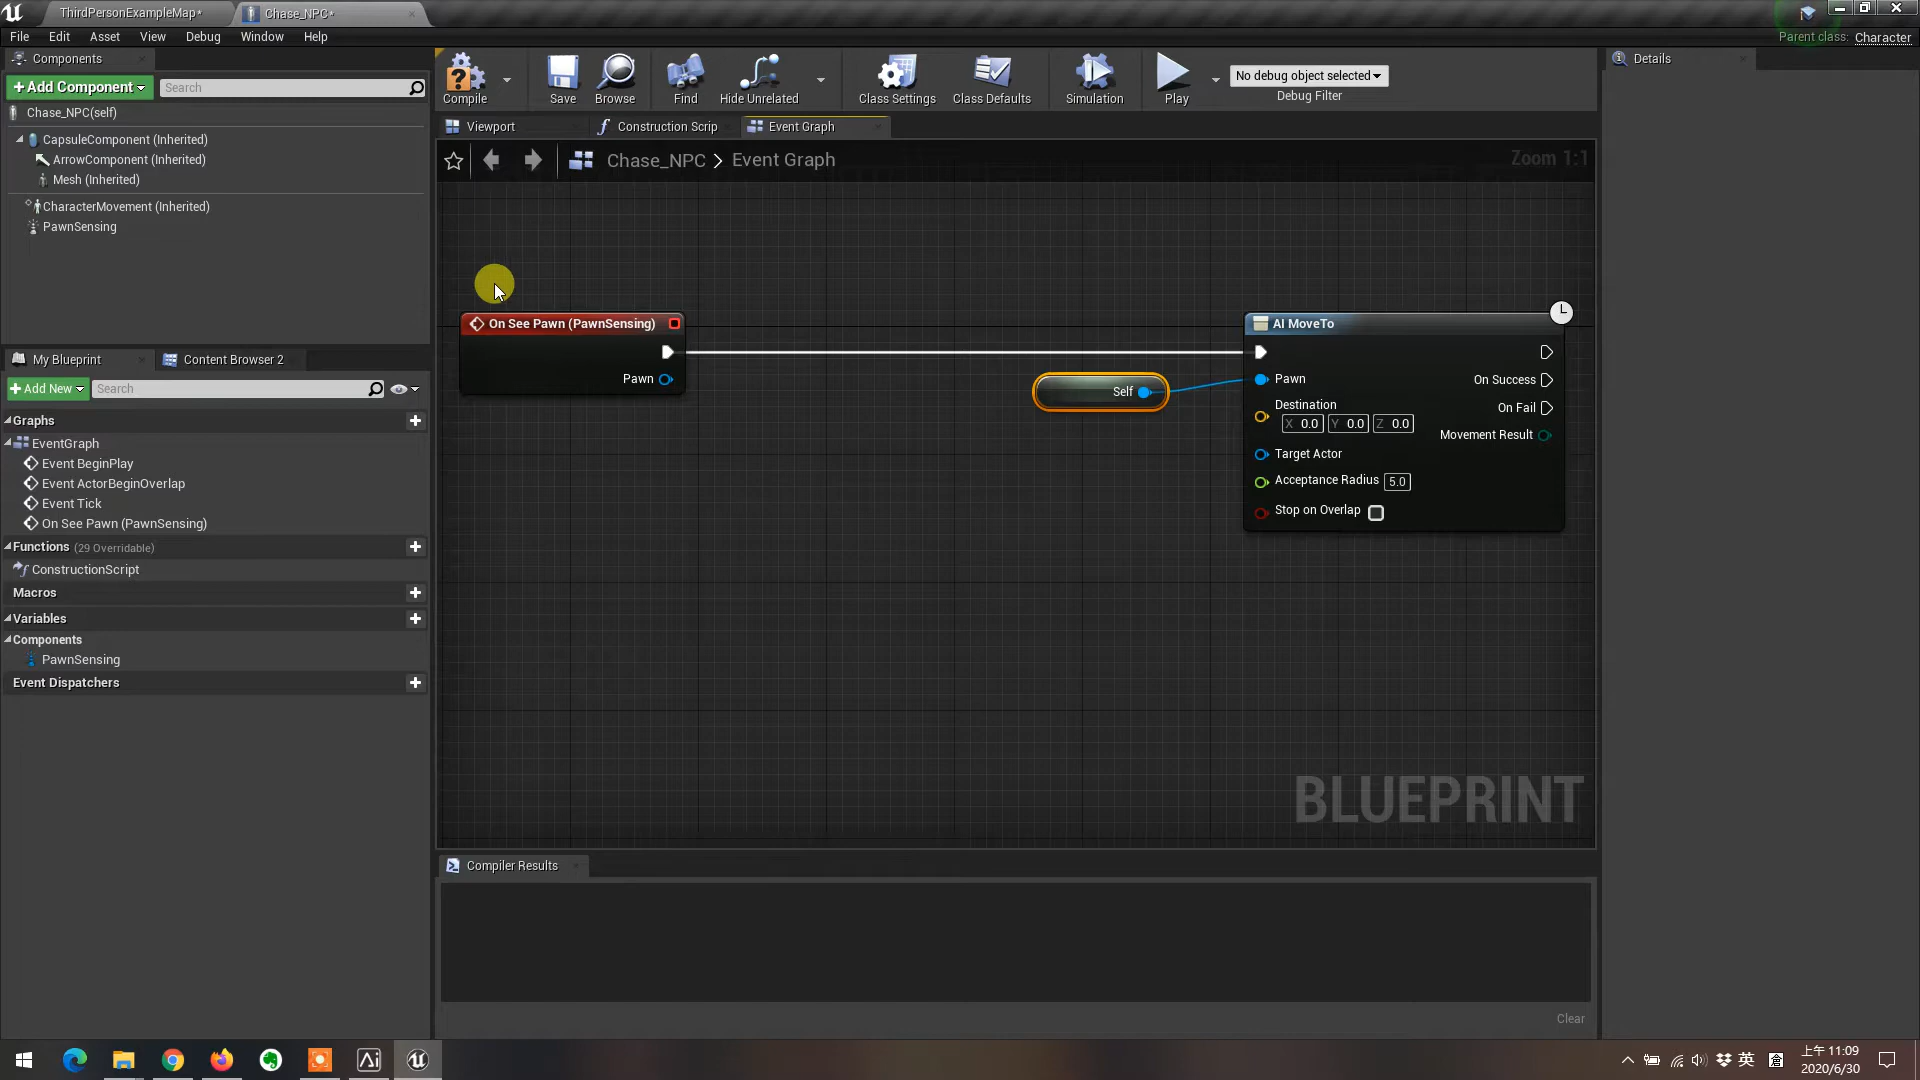 ThirdPersonExampleMap*
Chase_NPC*
File Edit Asset View Debug Window Help
Parent class: Character
Components
+Add Component
Search
Chase_NPC(self)
CapsuleComponent (Inherited)
ArrowComponent (Inherited)
Mesh (Inherited)
CharacterMovement (Inherited)
PawnSensing
Compile
Save
Browse
Find
Hide Unrelated
Class Settings
Class Defaults
Simulation
Play
No debug object selected
Debug Filter
Details
Viewport
Construction Scrip
Event Graph
Chase_NPC > Event Graph
Zoom 1:1
On See Pawn (PawnSensing)
Pawn
Self
AI MoveTo
Pawn
Destination
X 0.0 Y 0.0 Z 0.0
Target Actor
Acceptance Radius 5.0
Stop on Overlap
On Success
On Fail
Movement Result
BLUEPRINT
My Blueprint
Content Browser 2
+Add New
Search
Graphs
EventGraph
Event BeginPlay
Event ActorBeginOverlap
Event Tick
On See Pawn (PawnSensing)
Functions (29 Overridable)
ConstructionScript
Macros
Variables
Components
PawnSensing
Event Dispatchers
Compiler Results
Clear
Ai
英
上午 11:09
2020/6/30